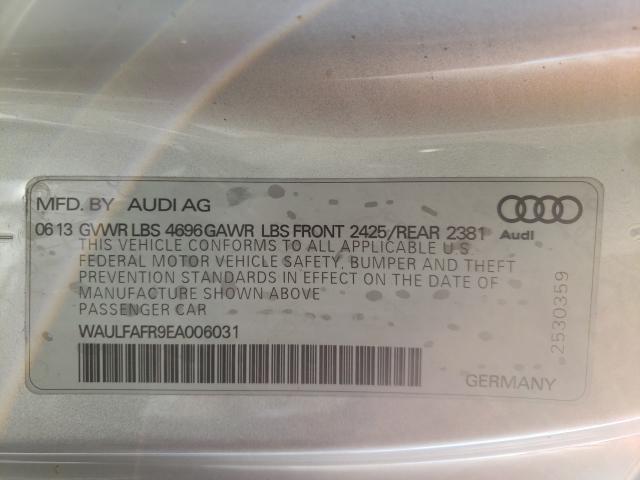 MFD. BY AUDI AG
0613 GVWR LBS 4696 GAWR LBS FRONT 2425/REAR 2381
Audi
THIS VEHICLE CONFORMS TO ALL APPLICABLE U.S.
FEDERAL MOTOR VEHICLE SAFETY, BUMPER AND THEFT
PREVENTION STANDARDS IN EFFECT ON THE DATE OF
MANUFACTURE SHOWN ABOVE
PASSENGER CAR
WAULFAFR9EA006031
2530359
GERMANY